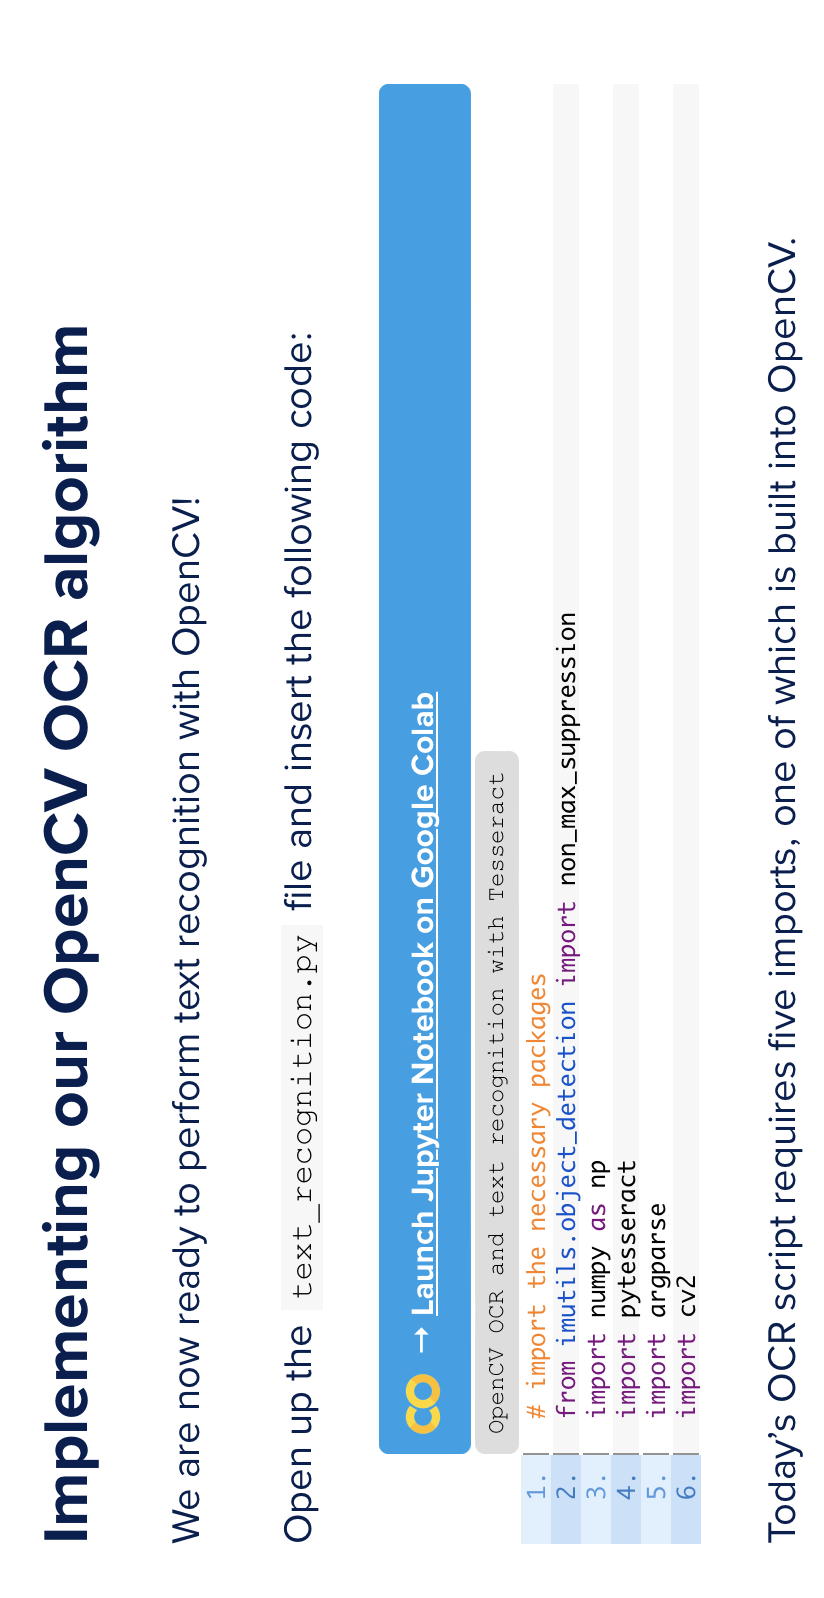 Implementing our OpenCV OCR algorithm
We are now ready to perform text recognition with OpenCV!
Open up the text_recognition.py file and insert the following code:
→ Launch Jupyter Notebook on Google Colab
OpenCV OCR and text recognition with Tesseract
1. # import the necessary packages
2. from imutils.object_detection import non_max_suppression
3. import numpy as np
4. import pytesseract
5. import argparse
6. import cv2
Today’s OCR script requires five imports, one of which is built into OpenCV.